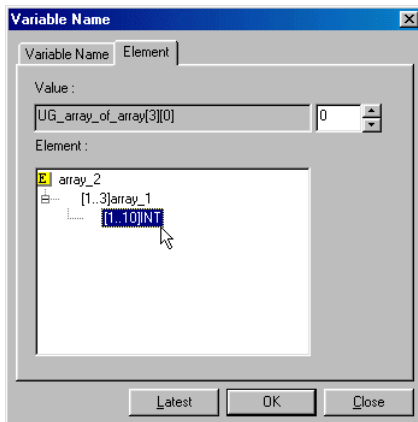 Variable Name
Variable Name Element
Value :
UG_array_of_array[3][0] 0
Element :
E array_2
[1..3]array_1
[1..10]INT
Latest OK Close